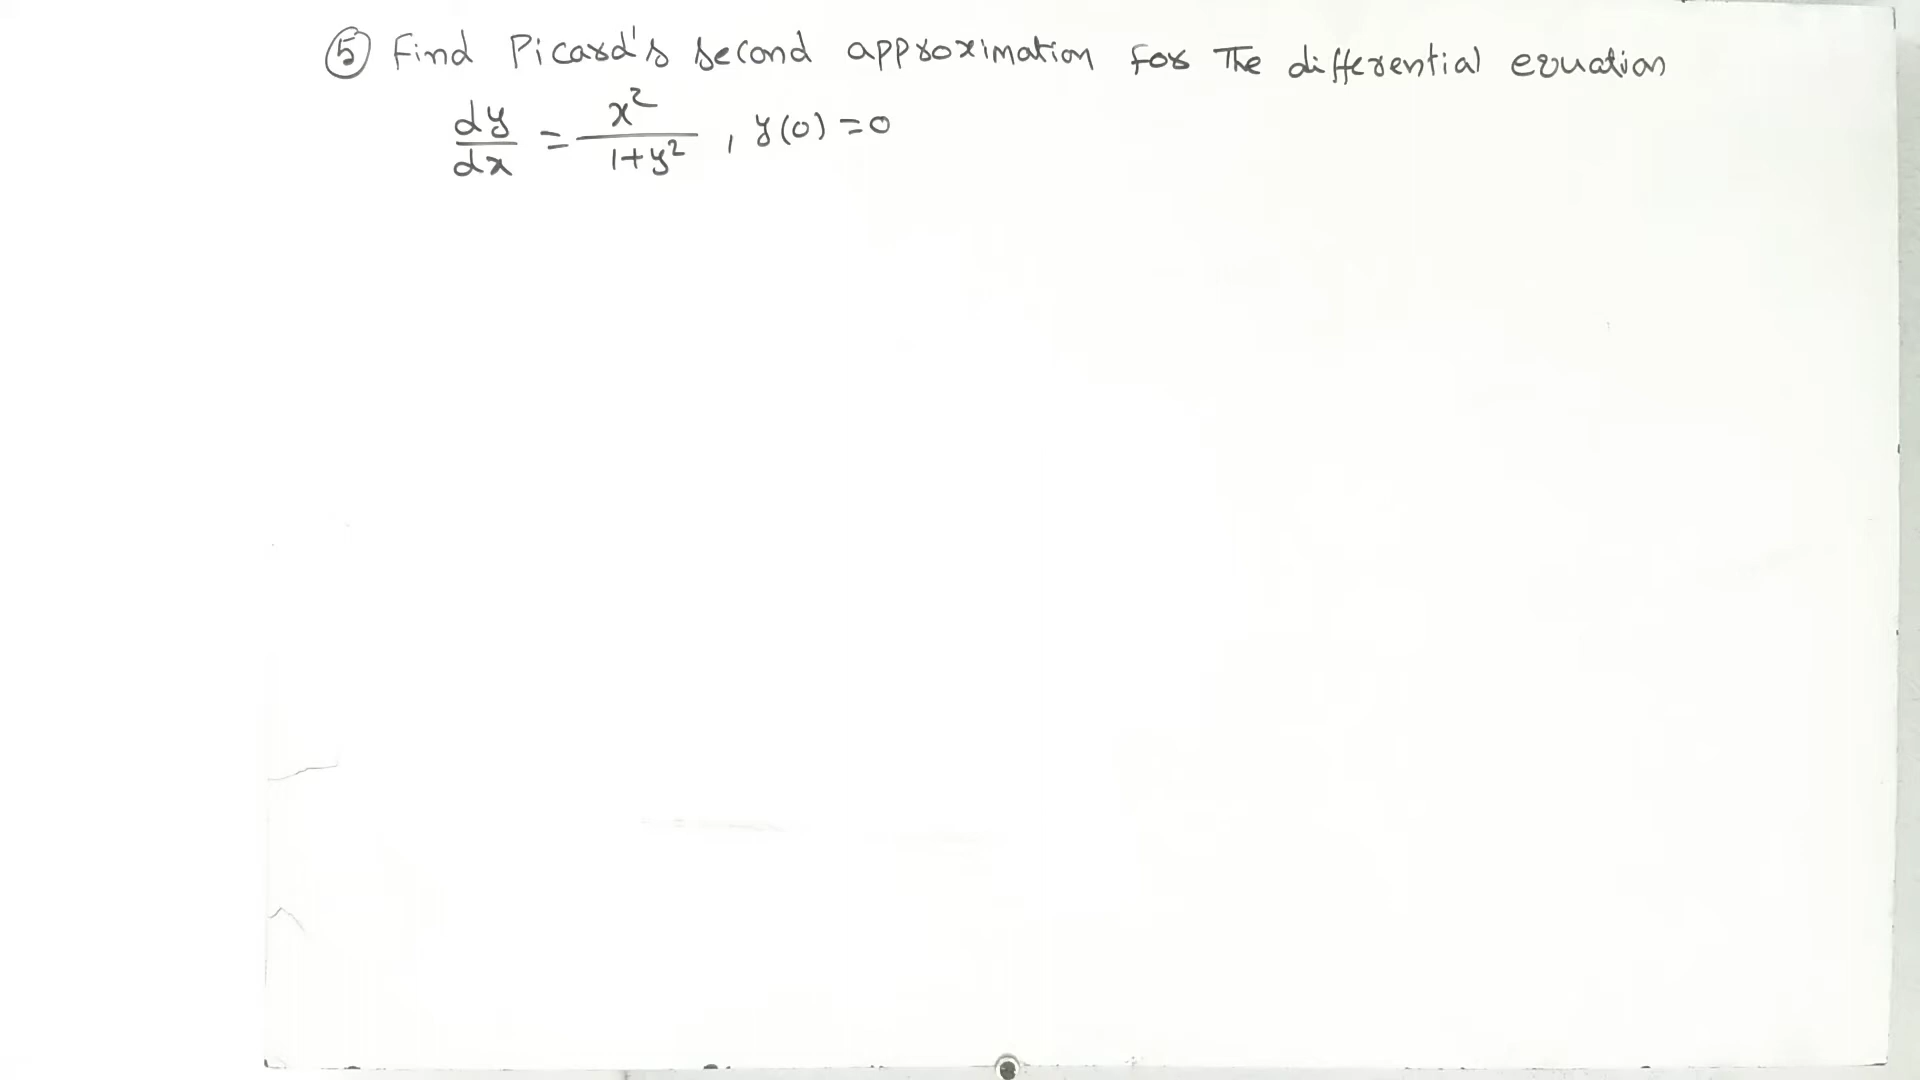 ⑤ Find Picard's second approximation for The differential equation
dy/dx = x²/(1+y²) , y(0) = 0